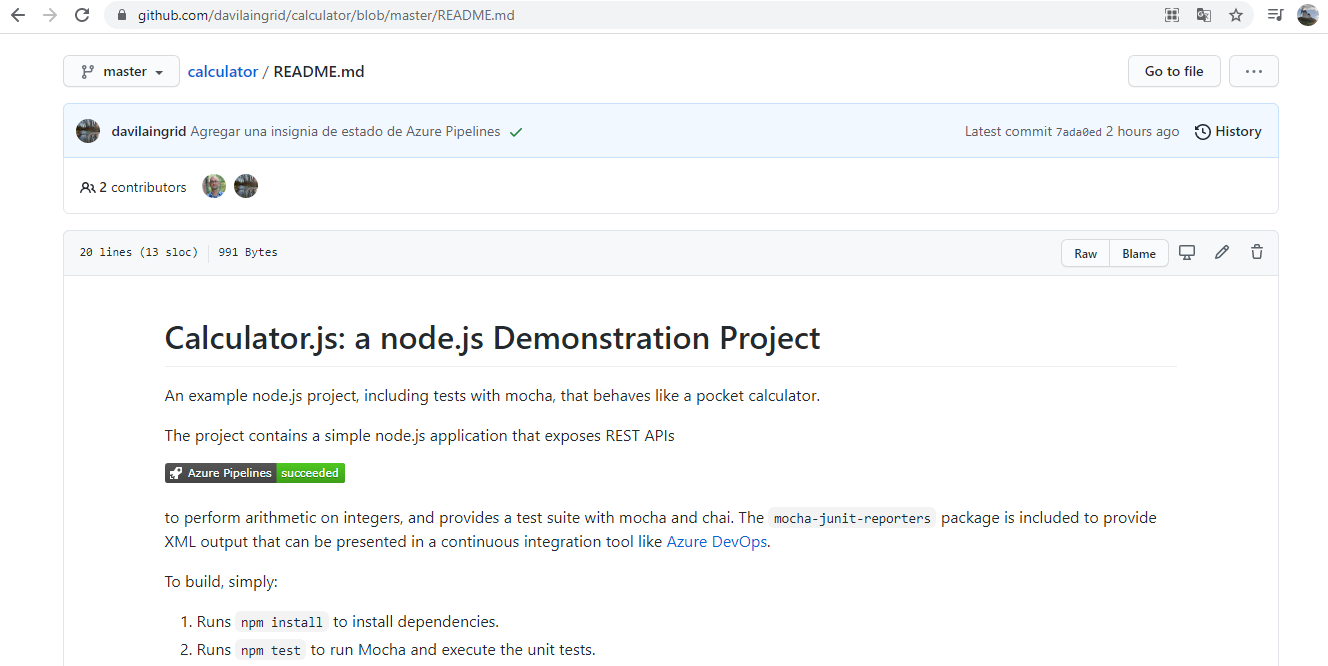 github.com/davilaingrid/calculator/blob/master/README.md
master
calculator / README.md
Go to file
...
davilaingrid Agregar una insignia de estado de Azure Pipelines
Latest commit 7ada0ed 2 hours ago
History
2 contributors
20 lines (13 sloc)
991 Bytes
Raw
Blame
Calculator.js: a node.js Demonstration Project
An example node.js project, including tests with mocha, that behaves like a pocket calculator.
The project contains a simple node.js application that exposes REST APIs
Azure Pipelines succeeded
to perform arithmetic on integers, and provides a test suite with mocha and chai. The mocha-junit-reporters package is included to provide
XML output that can be presented in a continuous integration tool like Azure DevOps.
To build, simply:
1. Runs npm install to install dependencies.
2. Runs npm test to run Mocha and execute the unit tests.